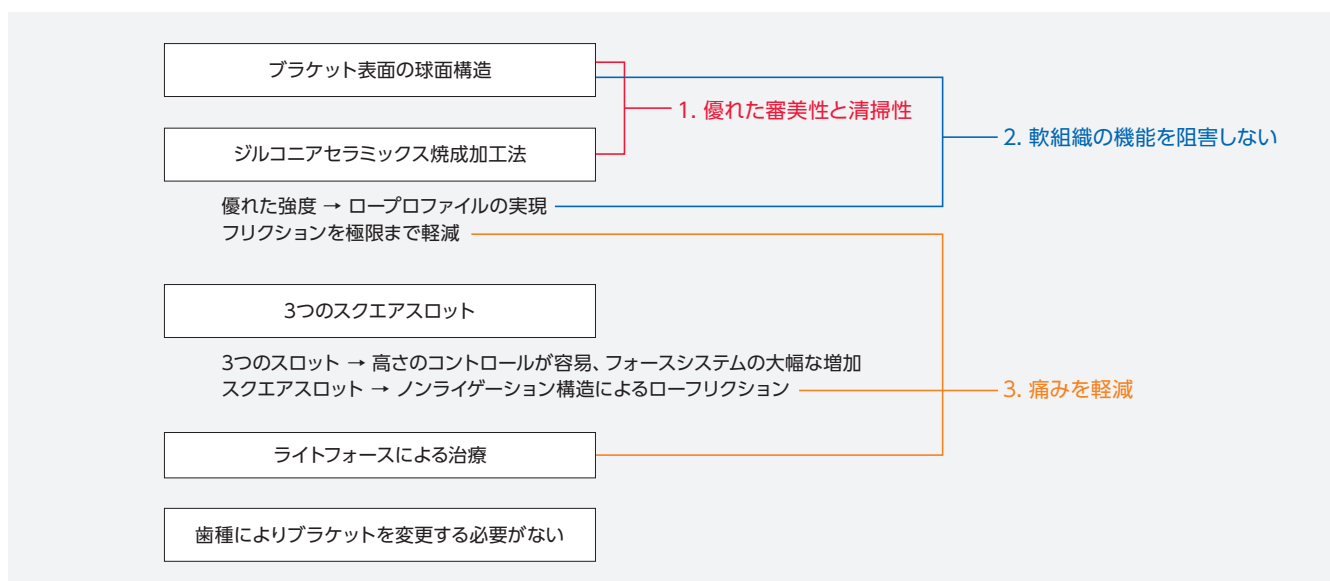 ブラケット表面の球面構造
1. 優れた審美性と清掃性
2. 軟組織の機能を阻害しない
ジルコニアセラミックス焼成加工法
優れた強度 → ロープロファイルの実現
フリクションを極限まで軽減
3つのスクエアスロット
3つのスロット → 高さのコントロールが容易、フォースシステムの大幅な増加
スクエアスロット → ノンライゲーション構造によるローフリクション
3. 痛みを軽減
ライトフォースによる治療
歯種によりブラケットを変更する必要がない